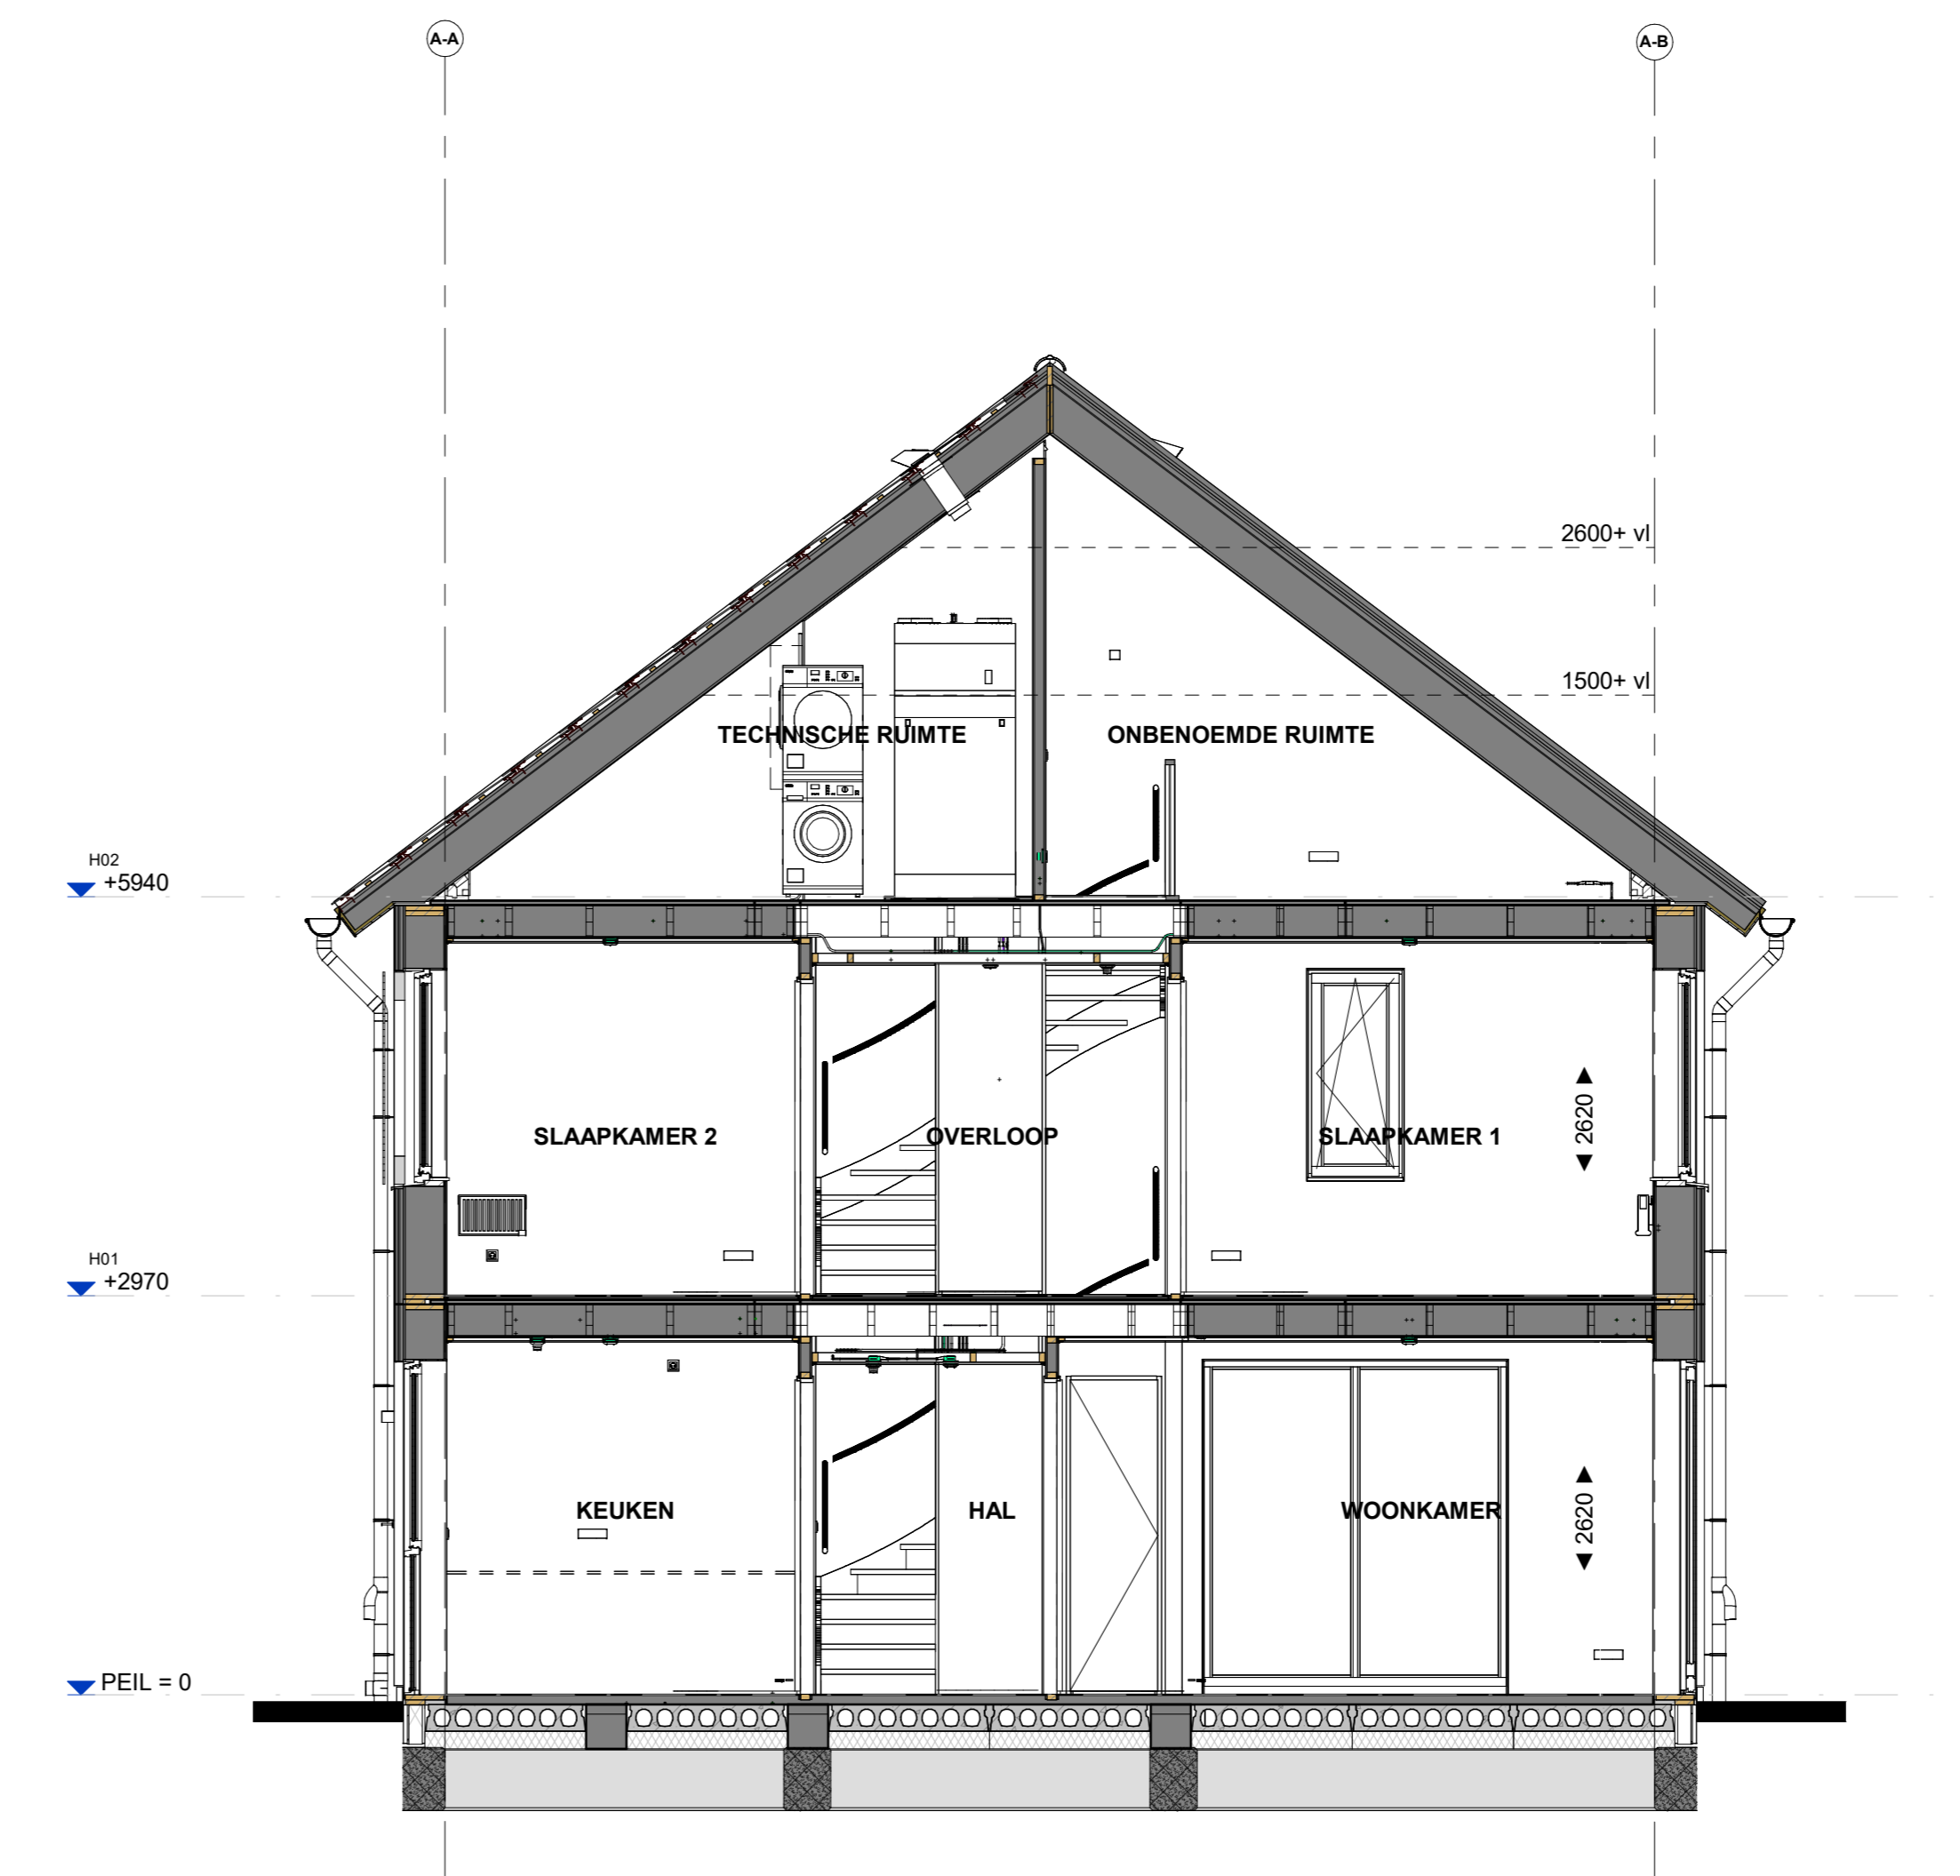 A-A
A-B
2600+ vl
1500+ vl
TECHNISCHE RUIMTE
ONBENOEMDE RUIMTE
H02
+5940
SLAAPKAMER 2
OVERLOOP
SLAAPKAMER 1
2620
H01
+2970
KEUKEN
HAL
WOONKAMER
2620
PEIL = 0